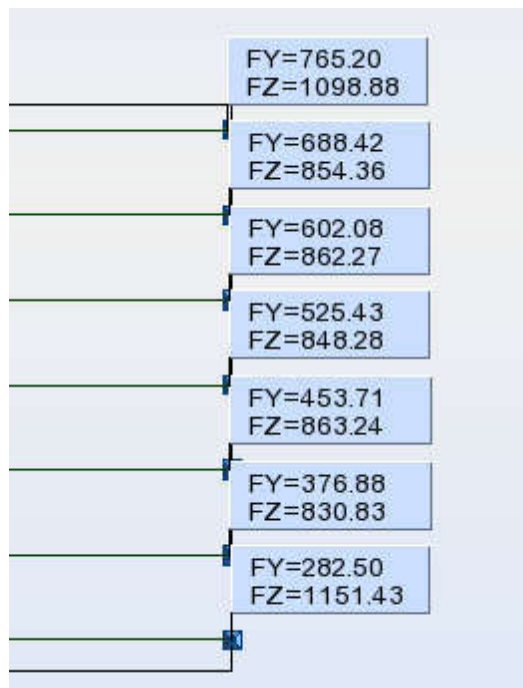 FY=765.20
FZ=1098.88
FY=688.42
FZ=854.36
FY=602.08
FZ=862.27
FY=525.43
FZ=848.28
FY=453.71
FZ=863.24
FY=376.88
FZ=830.83
FY=282.50
FZ=1151.43